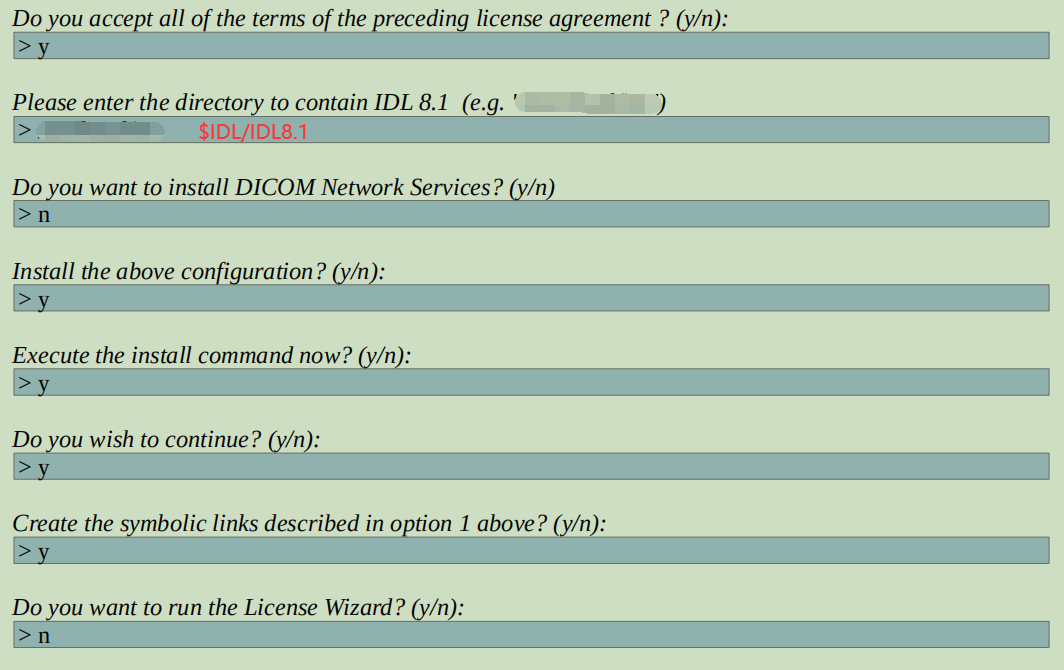 Do you accept all of the terms of the preceding license agreement ? (y/n):
> y
Please enter the directory to contain IDL 8.1 (e.g. ')
> $IDL/IDL8.1
Do you want to install DICOM Network Services? (y/n)
> n
Install the above configuration? (y/n):
> y
Execute the install command now? (y/n):
> y
Do you wish to continue? (y/n):
> y
Create the symbolic links described in option 1 above? (y/n):
> y
Do you want to run the License Wizard? (y/n):
> n